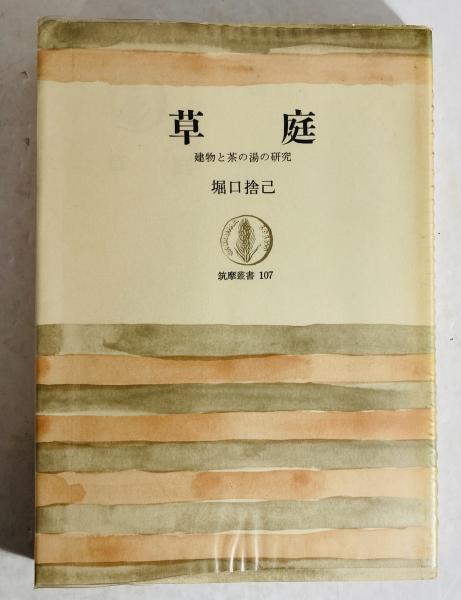 草庭
建物と茶の湯の研究
堀口捨己
筑摩叢書 107